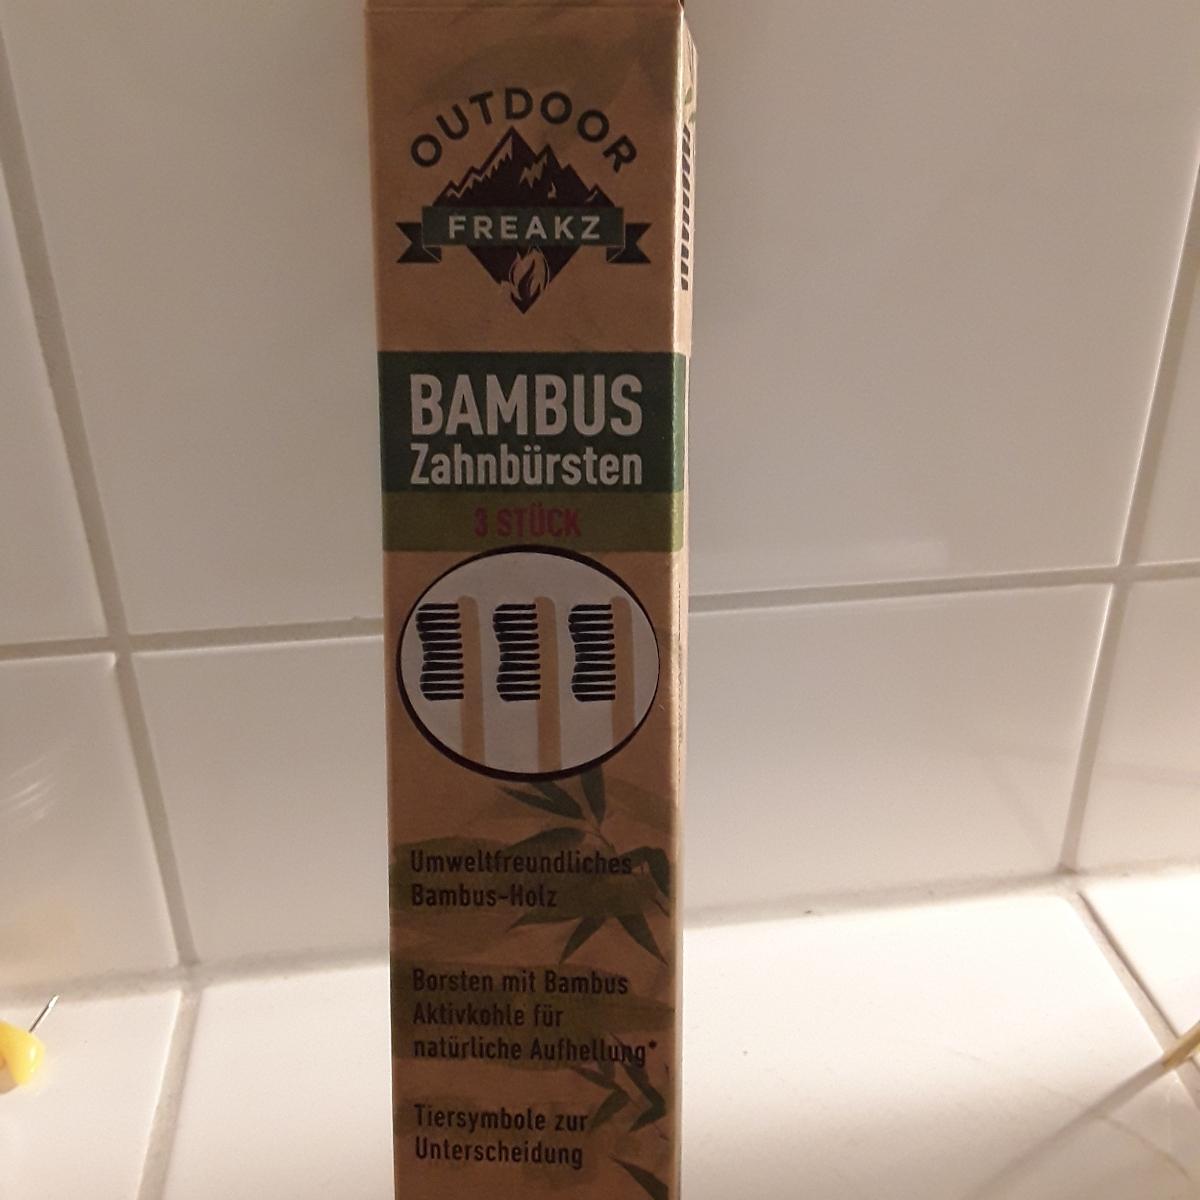 OUTDOOR
FREAKZ
BAMBUS
Zahnbürsten
3 STÜCK
Umweltfreundliches
Bambus-Holz
Borsten mit Bambus
Aktivkohle für
natürliche Aufhellung*
Tiersymbole zur
Unterscheidung